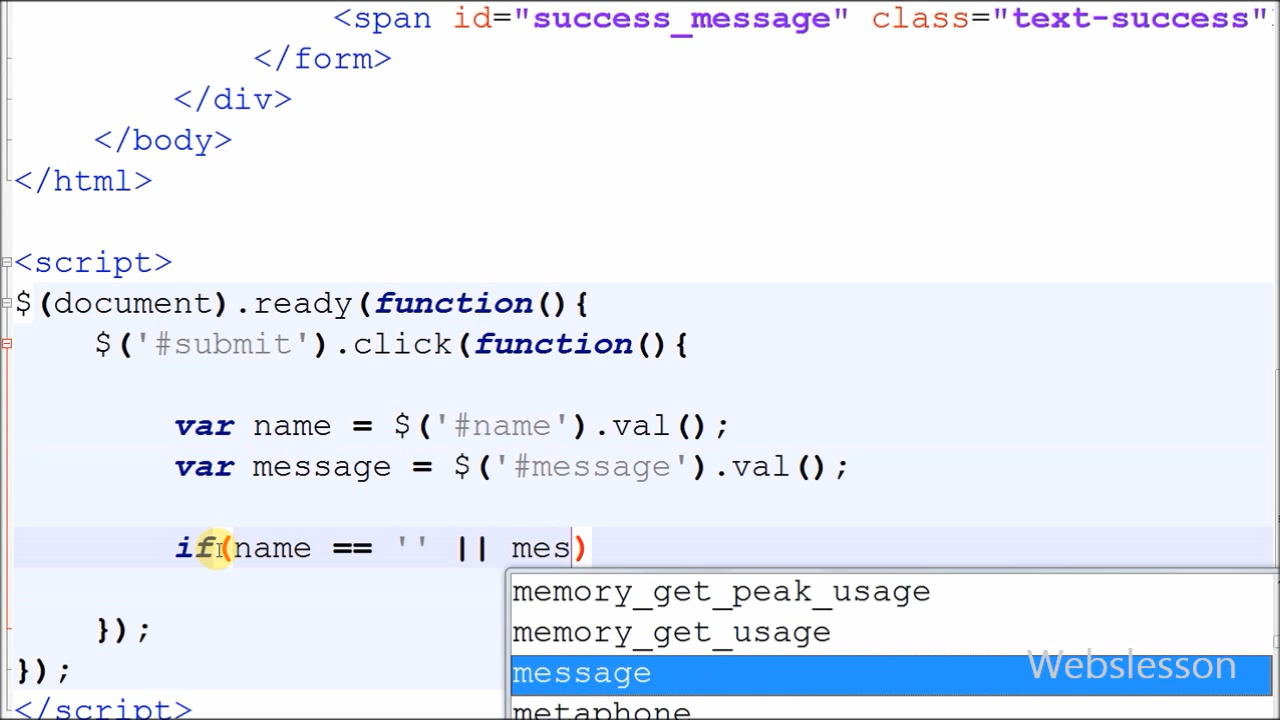 <span id="success_message" class="text-success"
</form>
</div>
</body>
</html>
<script>
$(document).ready(function(){
$('#submit').click(function(){
var name = $('#name').val();
var message = $('#message').val();
if(name == '' || mes)
memory_get_peak_usage
memory_get_usage
message
metaphone
});
});
</script>
Webslesson